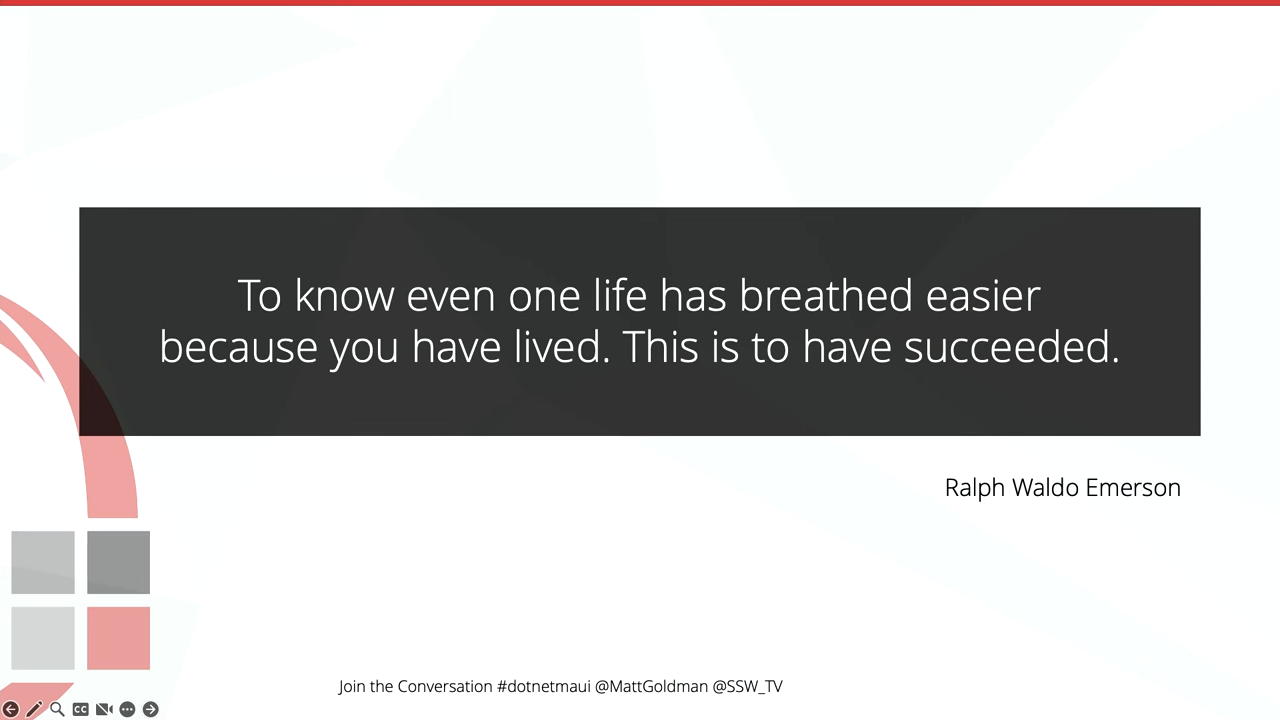 To know even one life has breathed easier
because you have lived. This is to have succeeded.
Ralph Waldo Emerson
Join the Conversation #dotnetmaui @MattGoldman @SSW_TV
CC